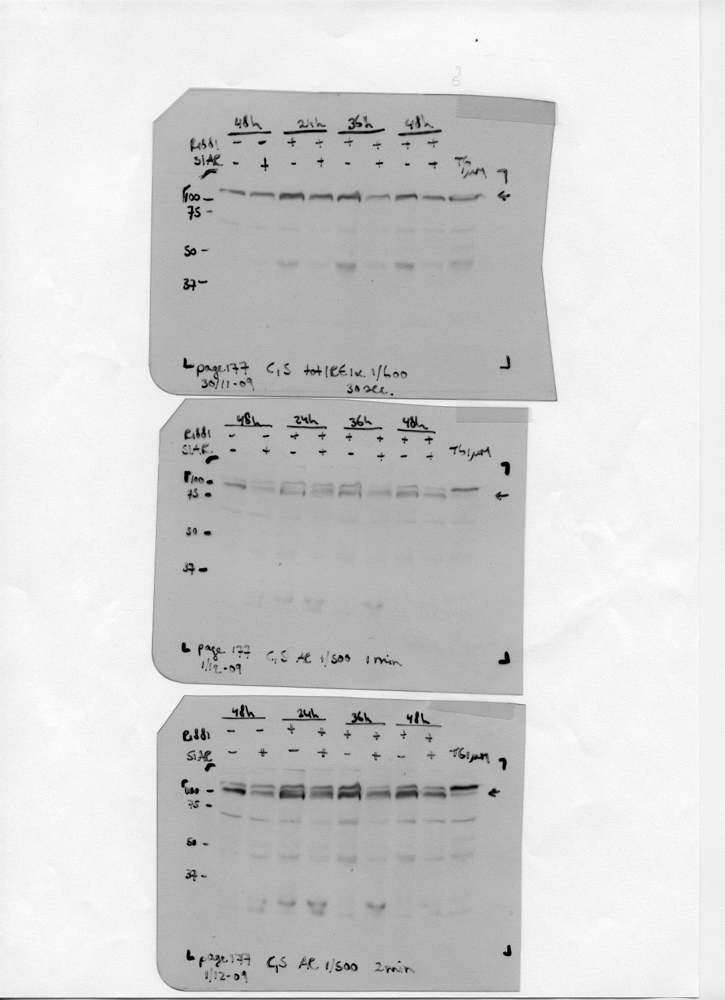 48h 24h 36h 48h
R1881 - - + + + + + +
SIAR - + - + - + - + TG 1µM
100
75
50
37
page 177 C,S tot IRE1α 1/600
30/11-09 30 sec.
48h 24h 36h 48h
R1881 - - + + + + + +
SIAR - + - + - + - + TG 1µM
100
75
50
37
page 177 C,S AR 1/500 1 min
1/12-09
48h 24h 36h 48h
R1881 - - + + + + + +
SIAR - + - + - + - + TG 1µM
100
75
50
37
page 177 C,S AR 1/500 2 min
1/12-09